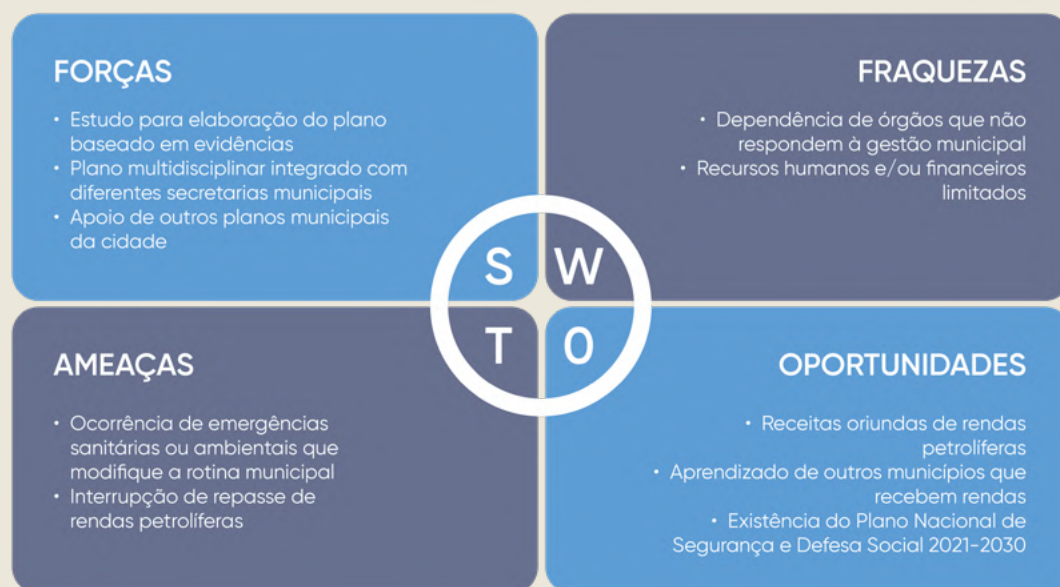 FORÇAS
• Estudo para elaboração do plano
baseado em evidências
• Plano multidisciplinar integrado com
diferentes secretarias municipais
• Apoio de outros planos municipais
da cidade
FRAQUEZAS
• Dependência de órgãos que não
respondem à gestão municipal
• Recursos humanos e/ou financeiros
limitados
S W
T O
AMEAÇAS
• Ocorrência de emergências
sanitárias ou ambientais que
modifique a rotina municipal
• Interrupção de repasse de
rendas petrolíferas
OPORTUNIDADES
• Receitas oriundas de rendas
petrolíferas
• Aprendizado de outros municípios que
recebem rendas
• Existência do Plano Nacional de
Segurança e Defesa Social 2021-2030